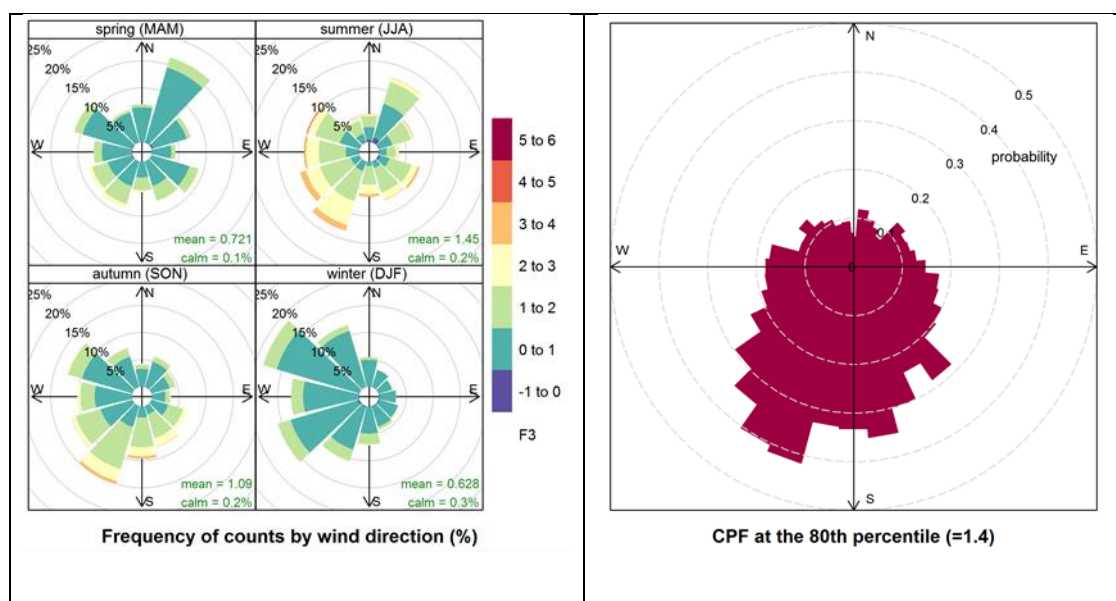 spring (MAM)
summer (JJA)
25%
20%
15%
10%
5%
N
W
E
S
mean = 0.721
calm = 0.1%
25%
20%
15%
10%
5%
N
W
E
S
mean = 1.45
calm = 0.2%
autumn (SON)
winter (DJF)
25%
20%
15%
10%
5%
N
W
E
S
mean = 1.09
calm = 0.2%
25%
20%
15%
10%
5%
N
W
E
S
mean = 0.628
calm = 0.3%
5 to 6
4 to 5
3 to 4
2 to 3
1 to 2
0 to 1
-1 to 0
F3
Frequency of counts by wind direction (%)
N
0.5
0.4
probability
0.3
0.2
0.1
W
0
E
S
CPF at the 80th percentile (=1.4)